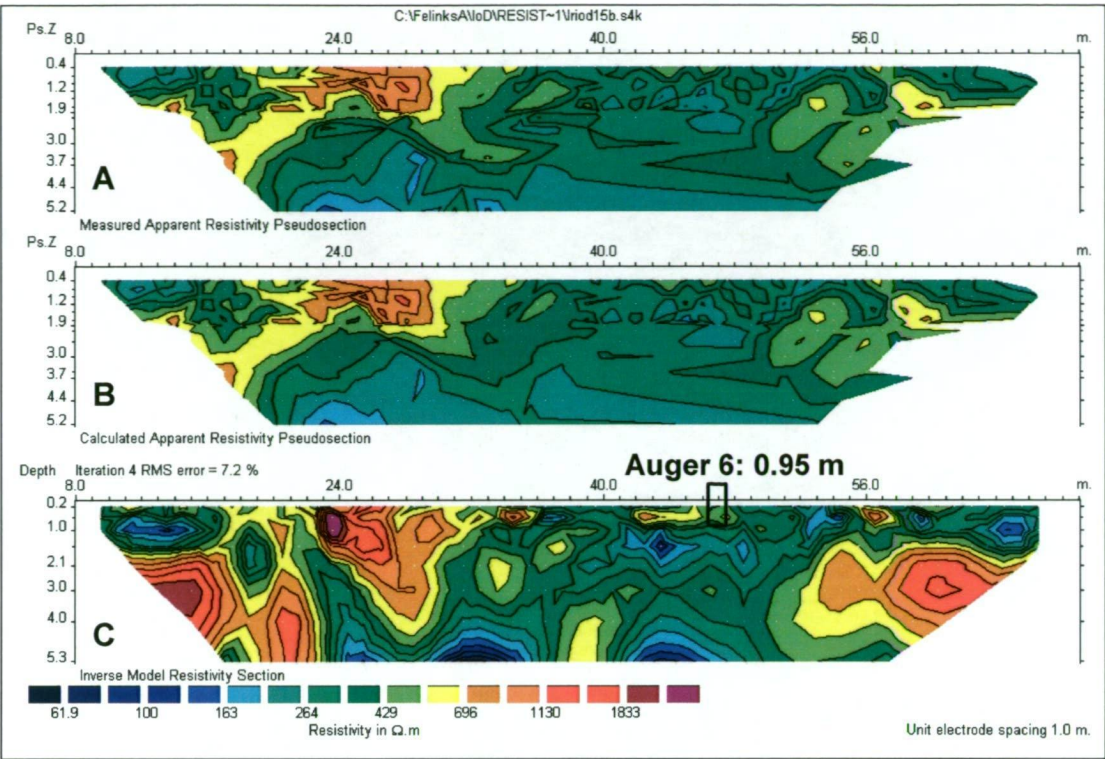 C:\FelinksA\IoD\RESIST~1\Iriod15b.s4k
Ps.Z
8.0 24.0 40.0 56.0 m.
0.4
1.2
1.9
3.0
3.7
4.4
5.2
A
Measured Apparent Resistivity Pseudosection
Ps.Z
8.0 24.0 40.0 56.0 m.
0.4
1.2
1.9
3.0
3.7
4.4
5.2
B
Calculated Apparent Resistivity Pseudosection
Depth Iteration 4 RMS error = 7.2 %
Auger 6: 0.95 m
8.0 24.0 40.0 56.0 m.
0.2
1.0
2.1
3.0
4.0
5.3
C
Inverse Model Resistivity Section
61.9 100 163 264 429 696 1130 1833
Resistivity in Ω.m
Unit electrode spacing 1.0 m.